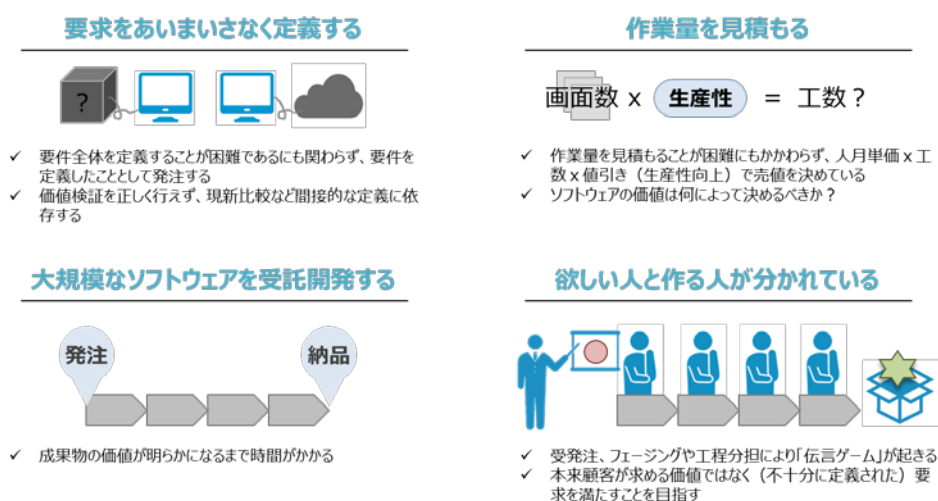 要求をあいまいさなく定義する
?
✓ 要件全体を定義することが困難であるにも関わらず、要件を
定義したこととして発注する
✓ 価値検証を正しく行えず、現新比較など間接的な定義に依
存する
作業量を見積もる
画面数 x 生産性 = 工数？
✓ 作業量を見積もることが困難にもかかわらず、人月単価 x 工
数 x 値引き（生産性向上）で売値を決めている
✓ ソフトウェアの価値は何によって決めるべきか？
大規模なソフトウェアを受託開発する
発注
納品
✓ 成果物の価値が明らかになるまで時間がかかる
欲しい人と作る人が分かれている
✓ 受発注、フェージングや工程分担により「伝言ゲーム」が起きる
✓ 本来顧客が求める価値ではなく（不十分に定義された）要
求を満たすことを目指す